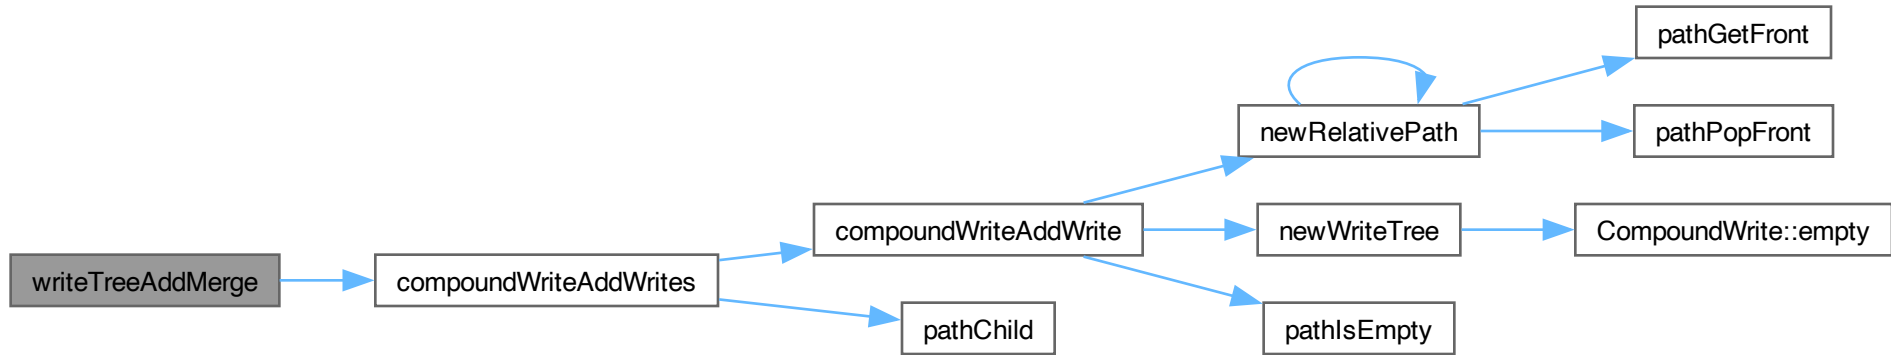 writeTreeAddMerge
compoundWriteAddWrites
compoundWriteAddWrite
pathChild
newRelativePath
newWriteTree
pathIsEmpty
pathGetFront
pathPopFront
CompoundWrite::empty